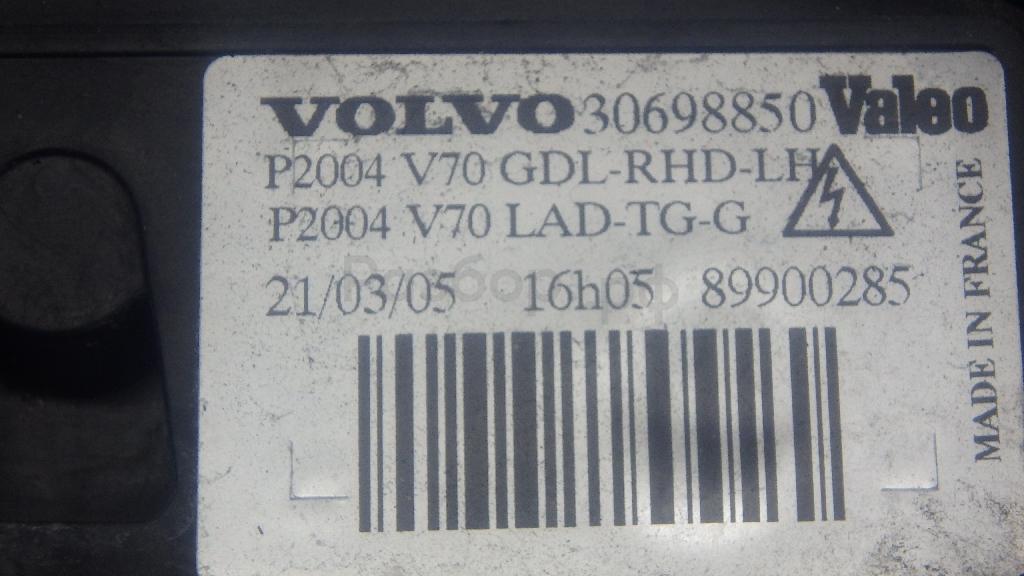 VOLVO 30698850 Valeo
P2004 V70 GDL-RHD-LH
P2004 V70 LAD-TG-G
21/03/05 16h05 89900285
MADE IN FRANCE